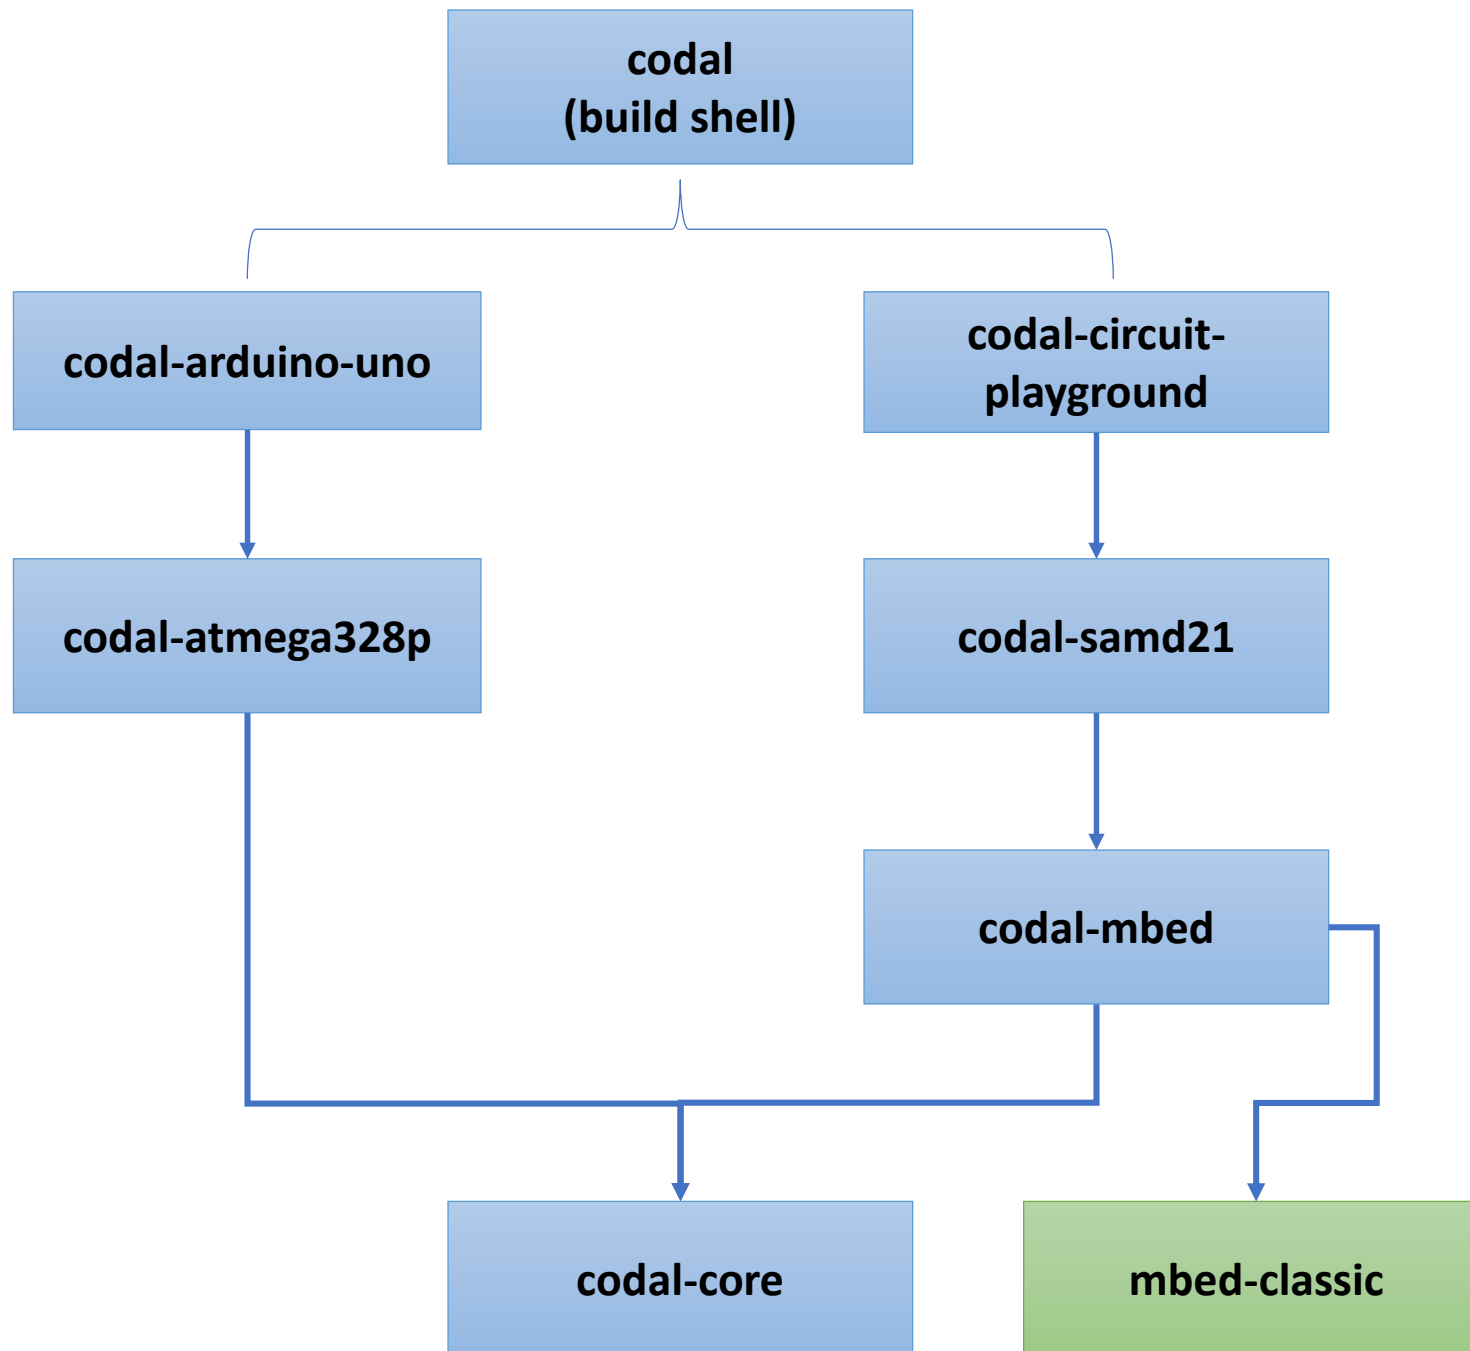 codal
(build shell)
codal-arduino-uno
codal-circuit-
playground
codal-atmega328p
codal-samd21
codal-mbed
codal-core
mbed-classic